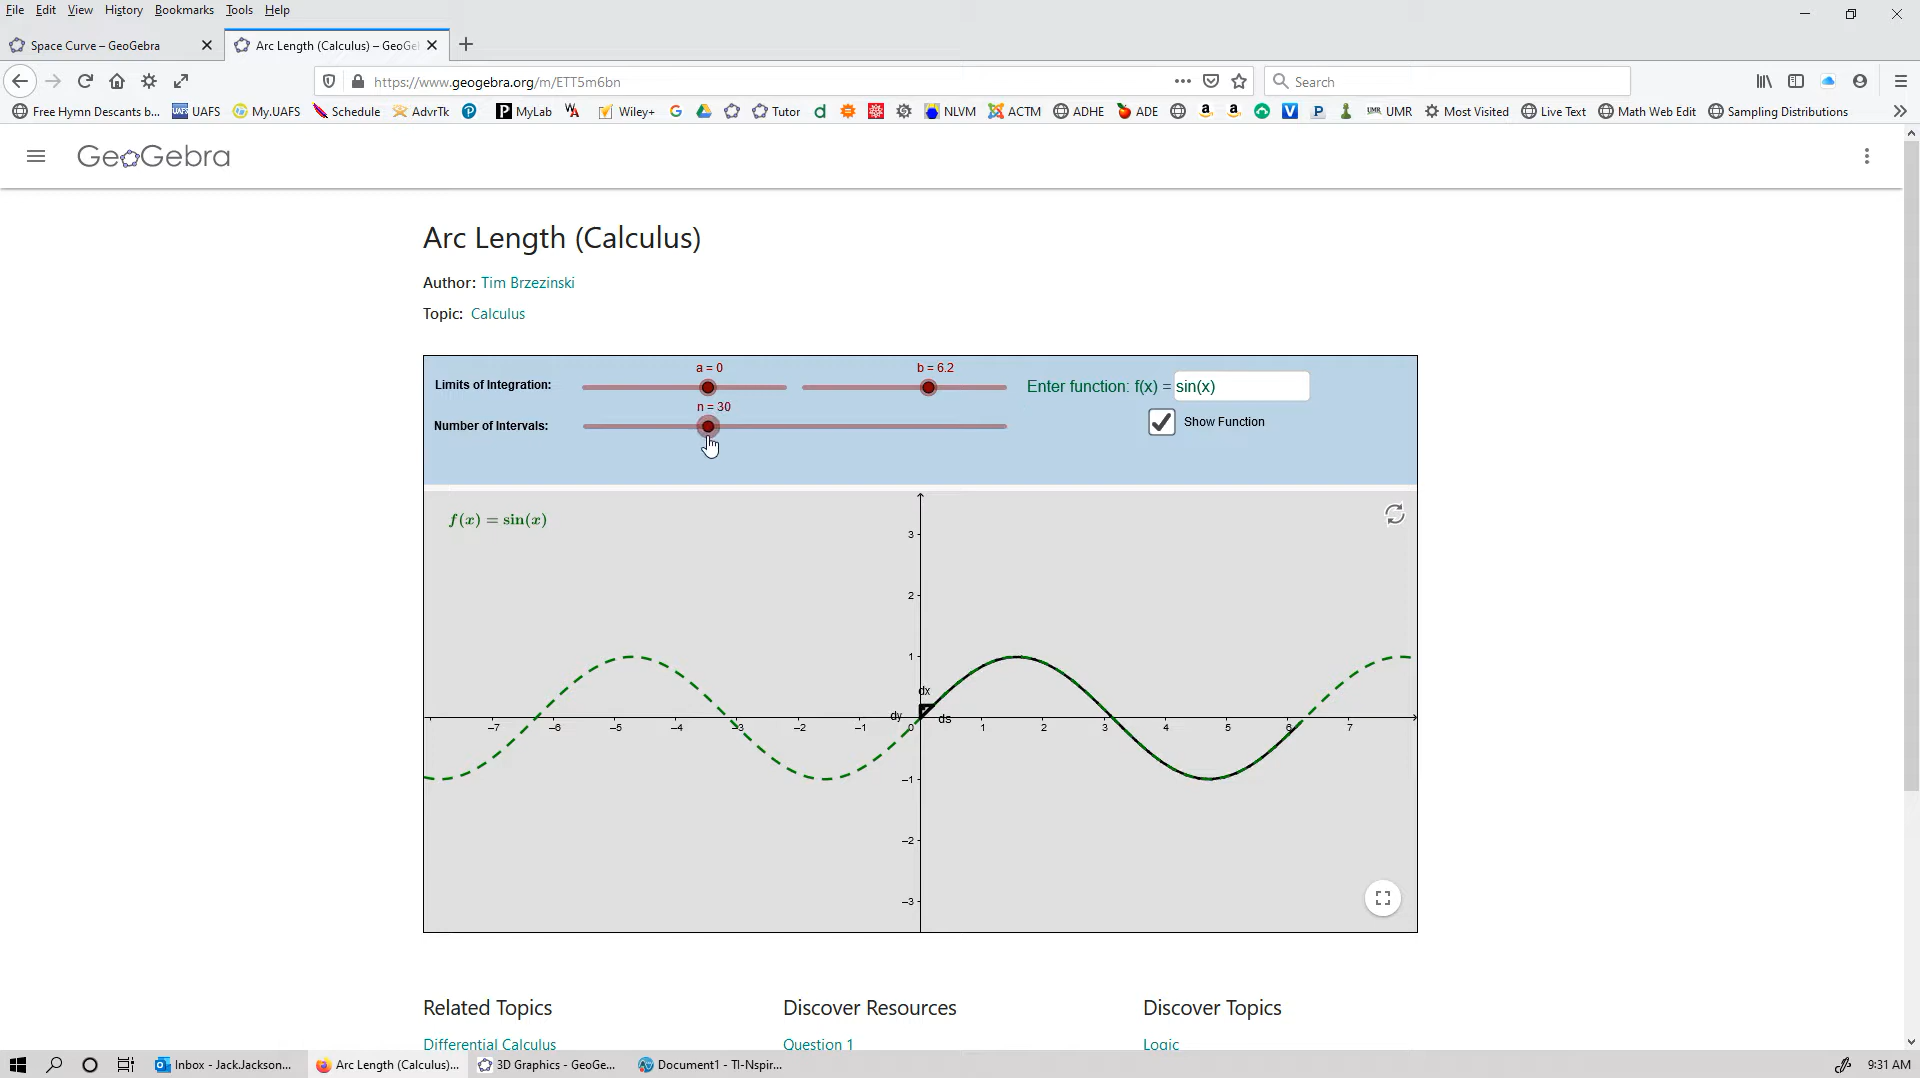 File Edit View History Bookmarks Tools Help
Space Curve – GeoGebra
Arc Length (Calculus) – GeoGe
https://www.geogebra.org/m/ETT5m6bn
Search
Free Hymn Descants b... UAFS My.UAFS Schedule AdvrTk MyLab Wiley+ Tutor NLVM ACTM ADHE ADE UMR Most Visited Live Text Math Web Edit Sampling Distributions
GeoGebra
Arc Length (Calculus)
Author: Tim Brzezinski
Topic: Calculus
a = 0 b = 6.2
Limits of Integration: Enter function: f(x) = sin(x)
n = 30
Number of Intervals: Show Function
f(x) = sin(x)
3
2
1
dx
dy ds
–7 –6 –5 –4 –3 –2 –1 0 1 2 3 4 5 6 7
–1
–2
–3
Related Topics Discover Resources Discover Topics
Differential Calculus Question 1 Logic
Inbox - Jack.Jackson... Arc Length (Calculus)... 3D Graphics - GeoGe... Document1 - TI-Nspir... 9:31 AM